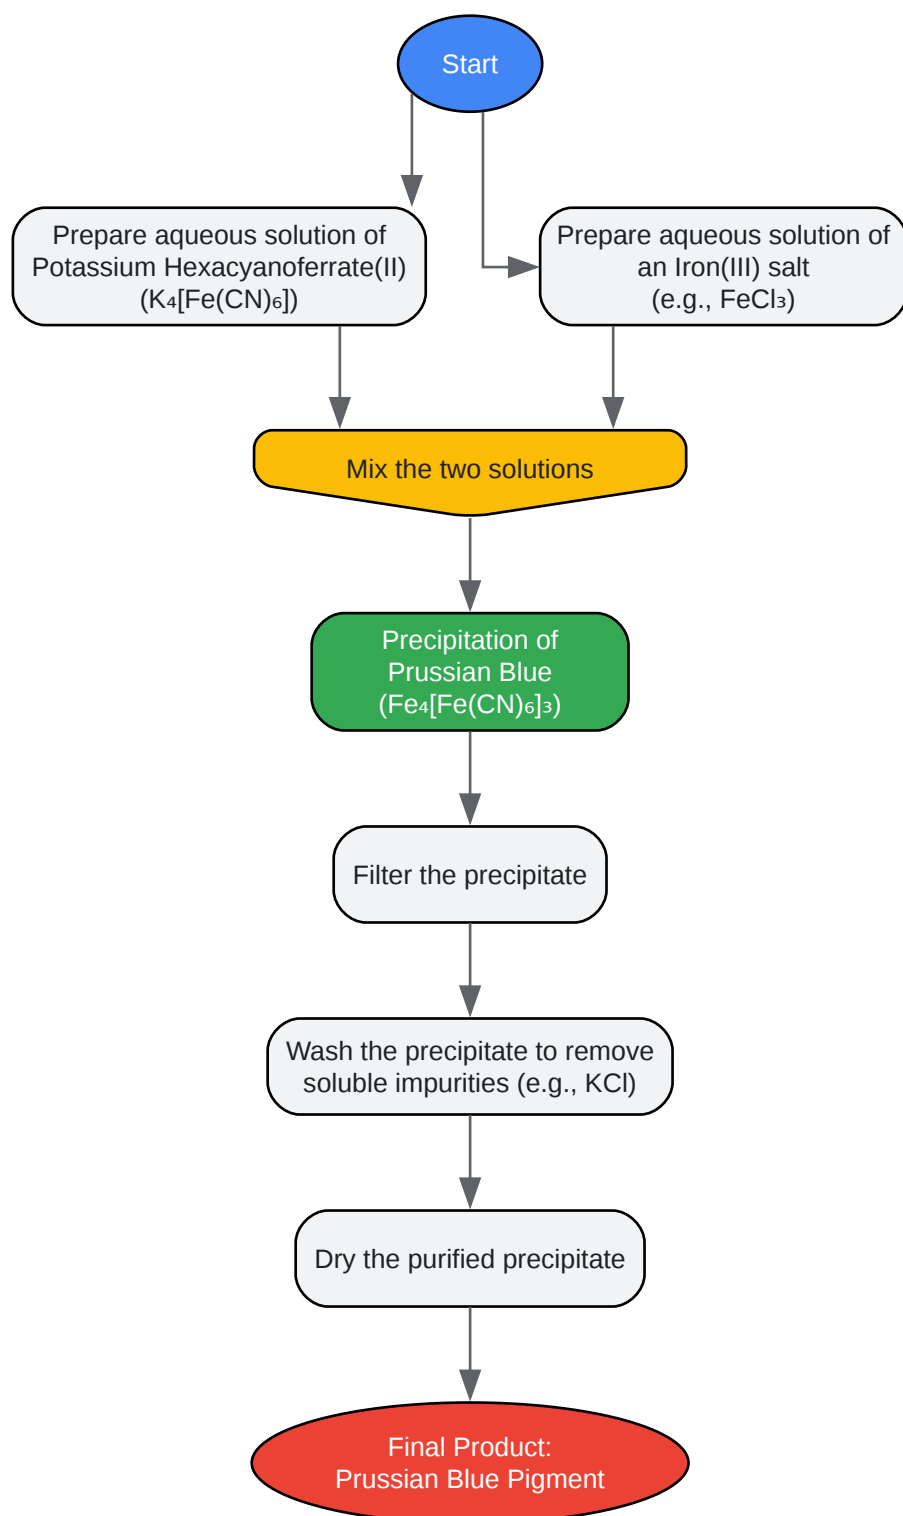 Start
Prepare aqueous solution of
Potassium Hexacyanoferrate(II)
(K₄[Fe(CN)₆])
Prepare aqueous solution of
an Iron(III) salt
(e.g., FeCl₃)
Mix the two solutions
Precipitation of
Prussian Blue
(Fe₄[Fe(CN)₆]₃)
Filter the precipitate
Wash the precipitate to remove
soluble impurities (e.g., KCl)
Dry the purified precipitate
Final Product:
Prussian Blue Pigment